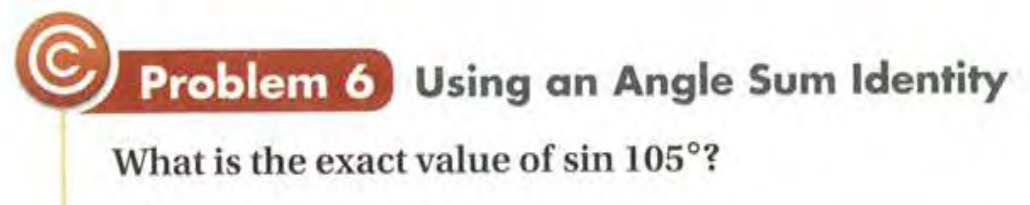 © Problem 6 Using an Angle Sum Identity
What is the exact value of sin 105°?